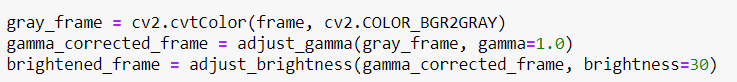 gray_frame = cv2.cvtColor(frame, cv2.COLOR_BGR2GRAY)
gamma_corrected_frame = adjust_gamma(gray_frame, gamma=1.0)
brightened_frame = adjust_brightness(gamma_corrected_frame, brightness=30)